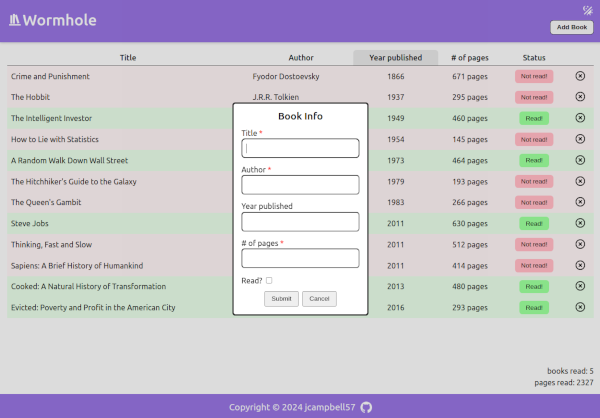 Wormhole
Add Book
Title Author Year published # of pages Status
Crime and Punishment Fyodor Dostoevsky 1866 671 pages Not read!
The Hobbit J.R.R. Tolkien 1937 295 pages Not read!
The Intelligent Investor 1949 460 pages Read!
How to Lie with Statistics 1954 145 pages Not read!
A Random Walk Down Wall Street 1973 464 pages Read!
The Hitchhiker's Guide to the Galaxy 1979 193 pages Not read!
The Queen's Gambit 1983 266 pages Not read!
Steve Jobs 2011 630 pages Read!
Thinking, Fast and Slow 2011 512 pages Not read!
Sapiens: A Brief History of Humankind 2011 414 pages Not read!
Cooked: A Natural History of Transformation 2013 480 pages Read!
Evicted: Poverty and Profit in the American City 2016 293 pages Read!
Book Info
Title *
Author *
Year published
# of pages *
Read?
Submit Cancel
books read: 5
pages read: 2327
Copyright © 2024 jcampbell57